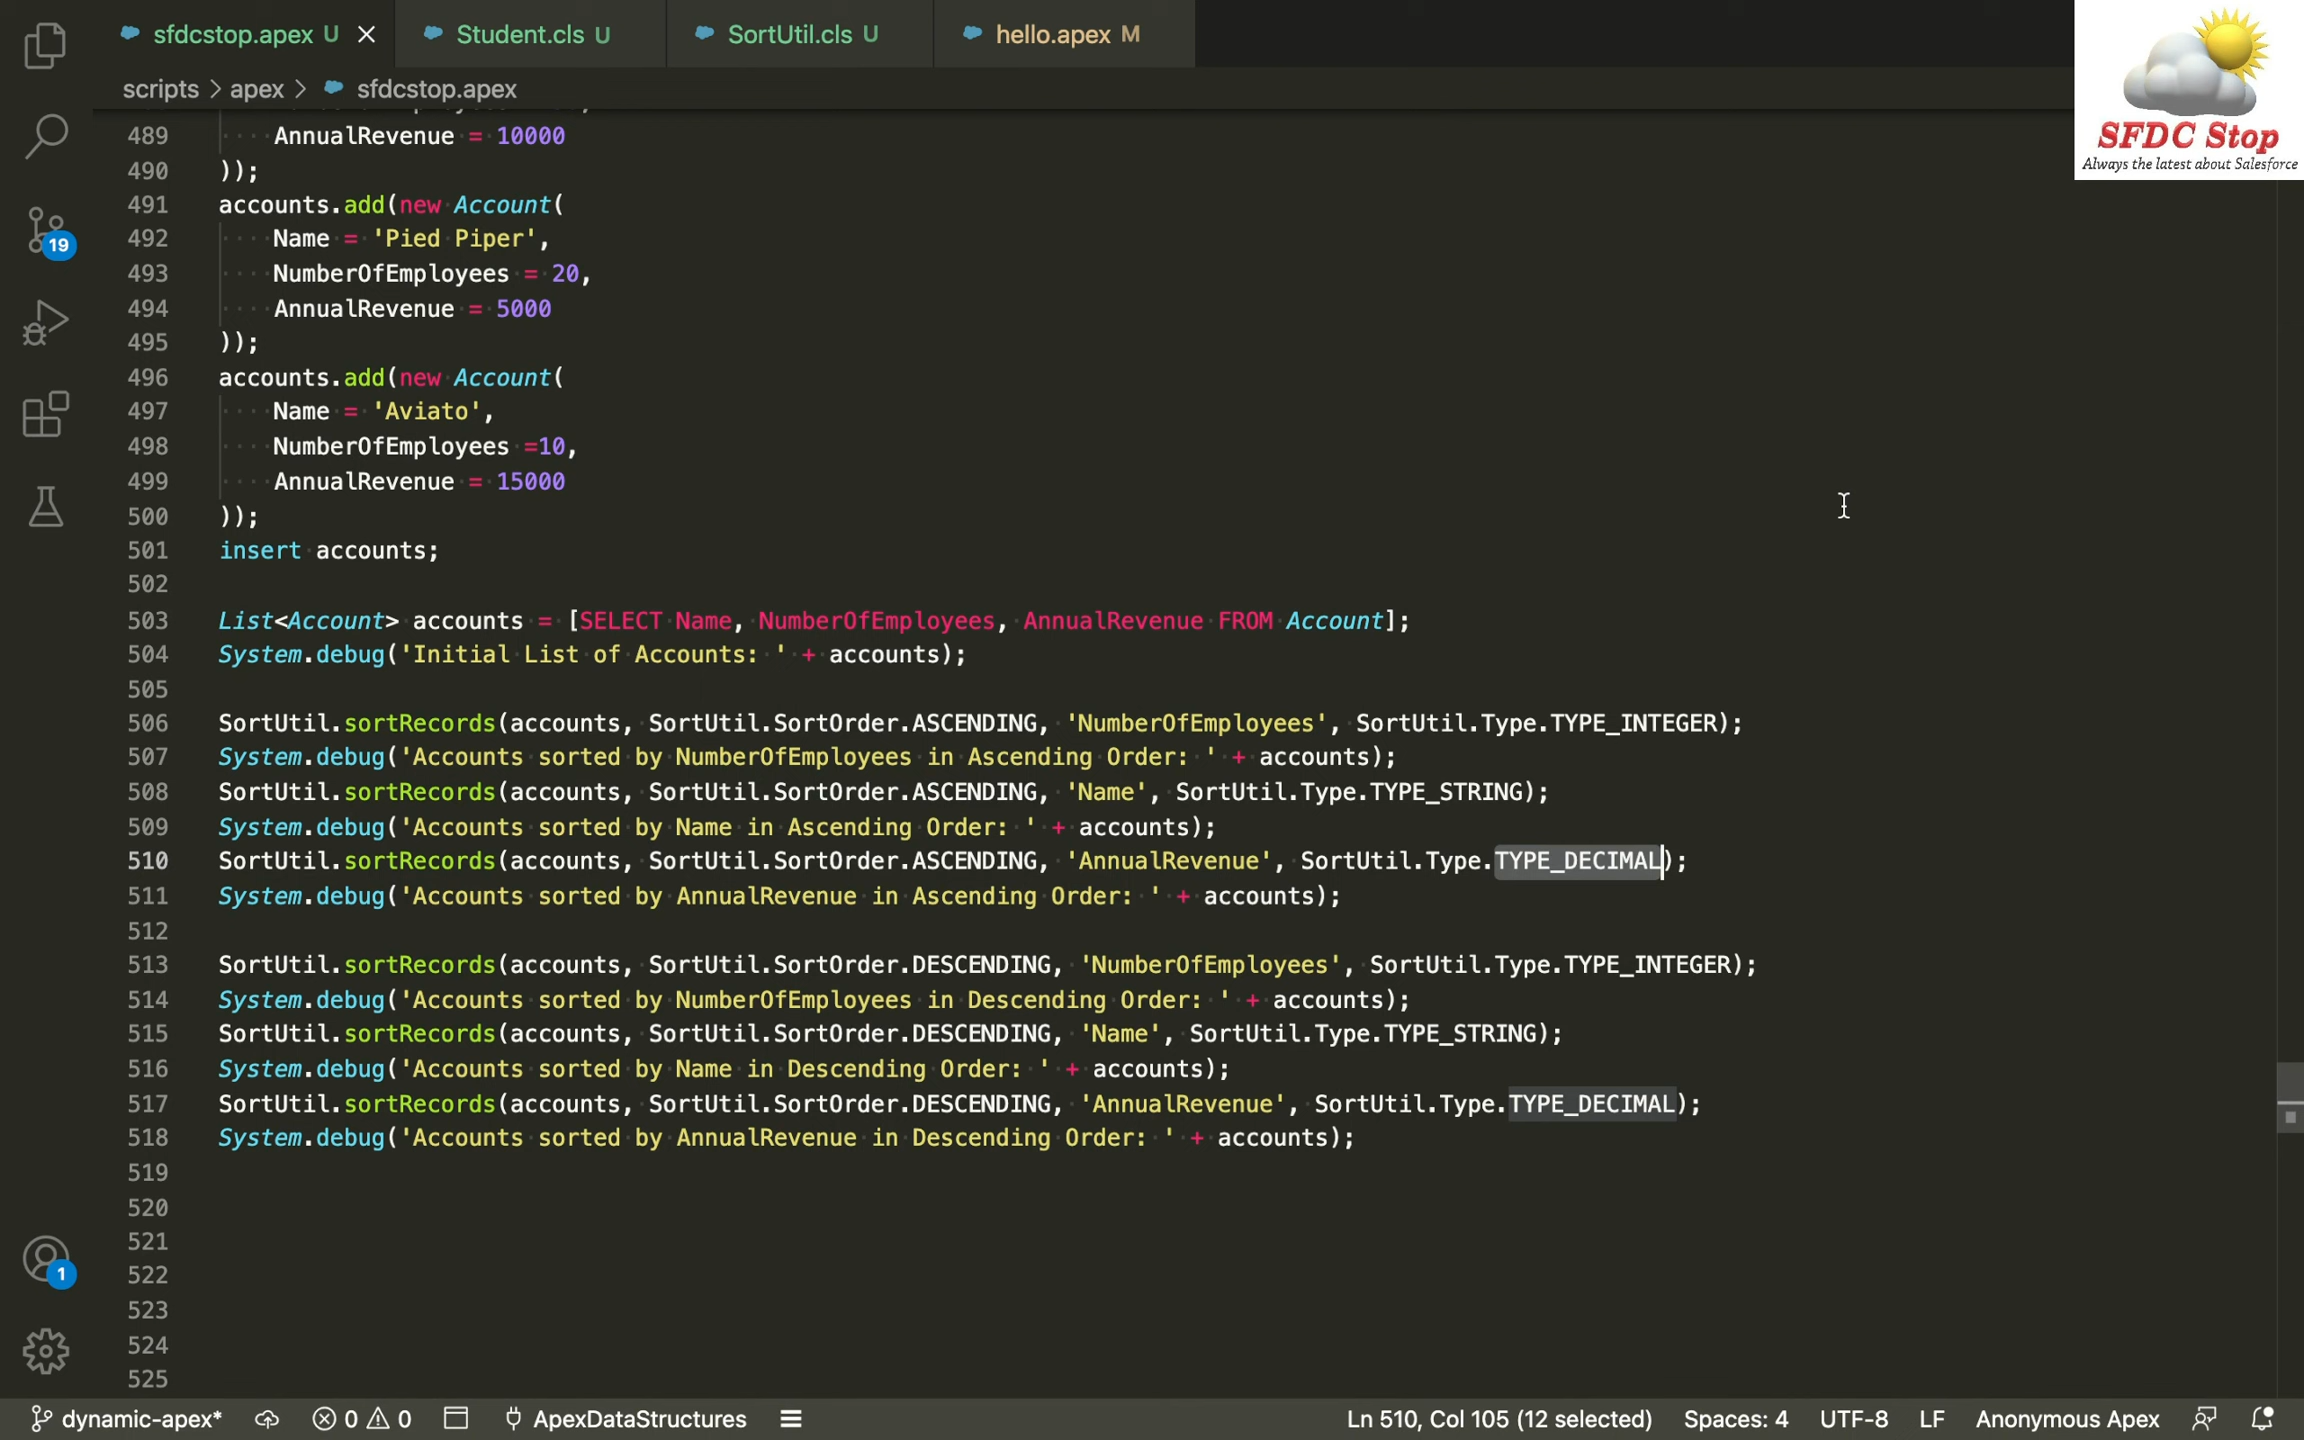 sfdcstop.apex U
Student.cls U
SortUtil.cls U
hello.apex M
SFDC Stop
Always the latest about Salesforce
scripts > apex > sfdcstop.apex
489 AnnualRevenue = 10000
490 ));
491 accounts.add(new Account(
492 Name = 'Pied Piper',
493 NumberOfEmployees = 20,
494 AnnualRevenue = 5000
495 ));
496 accounts.add(new Account(
497 Name = 'Aviato',
498 NumberOfEmployees =10,
499 AnnualRevenue = 15000
500 ));
501 insert accounts;
502
503 List<Account> accounts = [SELECT Name, NumberOfEmployees, AnnualRevenue FROM Account];
504 System.debug('Initial List of Accounts: ' + accounts);
505
506 SortUtil.sortRecords(accounts, SortUtil.SortOrder.ASCENDING, 'NumberOfEmployees', SortUtil.Type.TYPE_INTEGER);
507 System.debug('Accounts sorted by NumberOfEmployees in Ascending Order: ' + accounts);
508 SortUtil.sortRecords(accounts, SortUtil.SortOrder.ASCENDING, 'Name', SortUtil.Type.TYPE_STRING);
509 System.debug('Accounts sorted by Name in Ascending Order: ' + accounts);
510 SortUtil.sortRecords(accounts, SortUtil.SortOrder.ASCENDING, 'AnnualRevenue', SortUtil.Type.TYPE_DECIMAL);
511 System.debug('Accounts sorted by AnnualRevenue in Ascending Order: ' + accounts);
512
513 SortUtil.sortRecords(accounts, SortUtil.SortOrder.DESCENDING, 'NumberOfEmployees', SortUtil.Type.TYPE_INTEGER);
514 System.debug('Accounts sorted by NumberOfEmployees in Descending Order: ' + accounts);
515 SortUtil.sortRecords(accounts, SortUtil.SortOrder.DESCENDING, 'Name', SortUtil.Type.TYPE_STRING);
516 System.debug('Accounts sorted by Name in Descending Order: ' + accounts);
517 SortUtil.sortRecords(accounts, SortUtil.SortOrder.DESCENDING, 'AnnualRevenue', SortUtil.Type.TYPE_DECIMAL);
518 System.debug('Accounts sorted by AnnualRevenue in Descending Order: ' + accounts);
519
520
521
522
523
524
525
19
1
dynamic-apex* 0 0 ApexDataStructures Ln 510, Col 105 (12 selected) Spaces: 4 UTF-8 LF Anonymous Apex